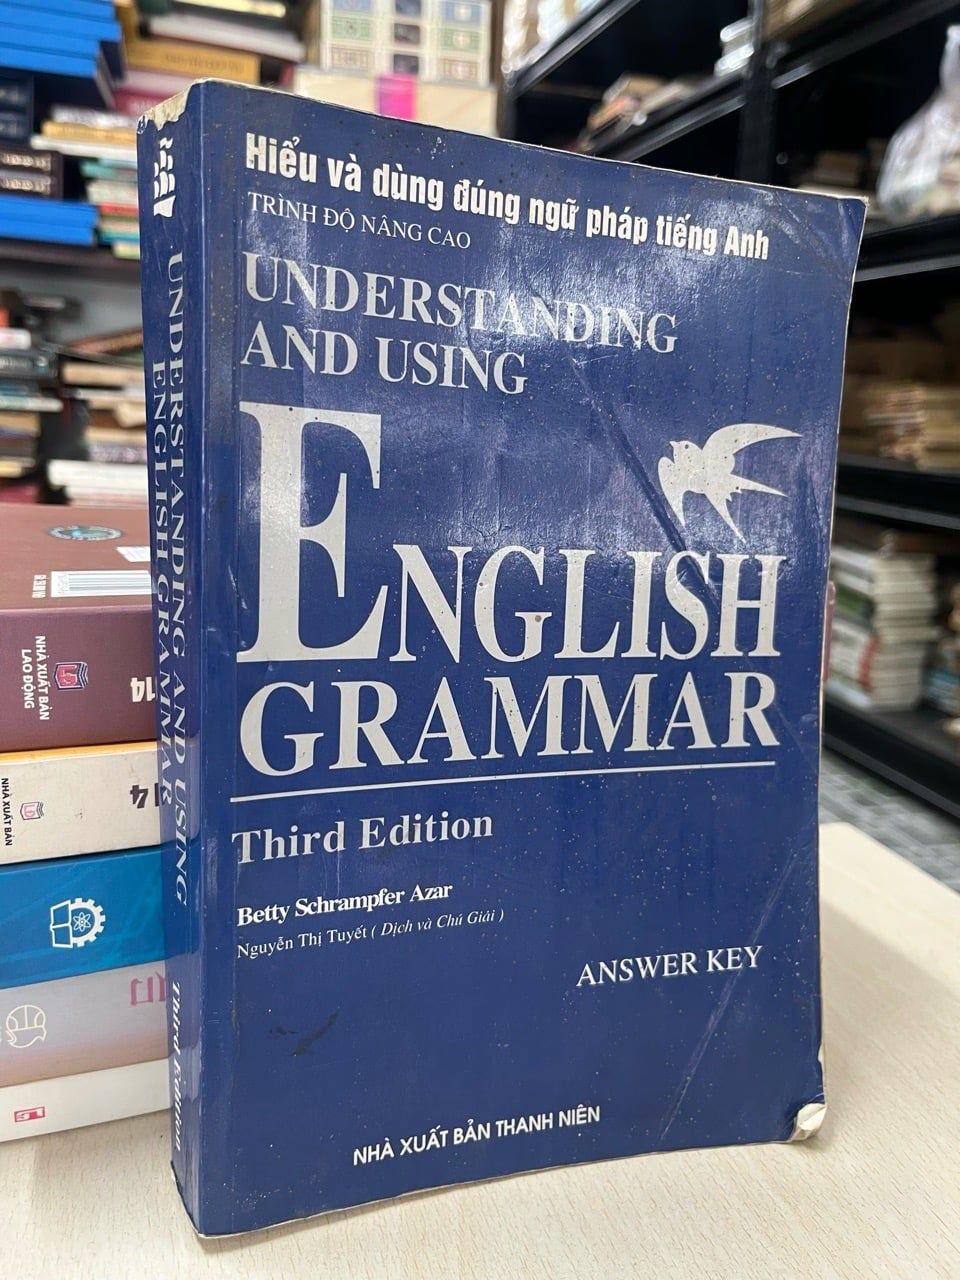 Hiểu và dùng đúng ngữ pháp tiếng Anh
TRÌNH ĐỘ NÂNG CAO
UNDERSTANDING
AND USING
ENGLISH
GRAMMAR
Third Edition
Betty Schrampfer Azar
Nguyễn Thị Tuyết ( Dịch và Chú Giải )
ANSWER KEY
NHÀ XUẤT BẢN THANH NIÊN
UNDERSTANDING AND USING
ENGLISH GRAMMAR
Third Edition
NHÀ XUẤT BẢN
LAO ĐỘNG
14
NHÀ XUẤT BẢN
14